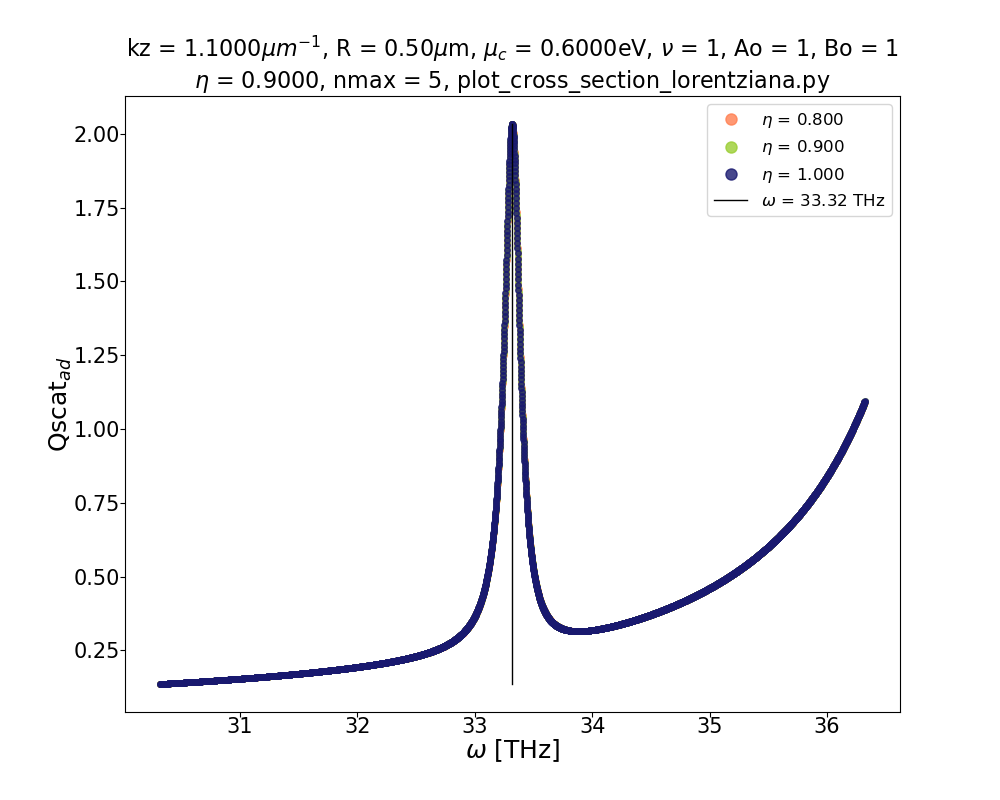 kz = 1.1000μm⁻¹, R = 0.50μm, μ_c = 0.6000eV, ν = 1, Ao = 1, Bo = 1
η = 0.9000, nmax = 5, plot_cross_section_lorentziana.py
η = 0.800
η = 0.900
η = 1.000
ω = 33.32 THz
Qscat_ad
2.00
1.75
1.50
1.25
1.00
0.75
0.50
0.25
31 32 33 34 35 36
ω [THz]